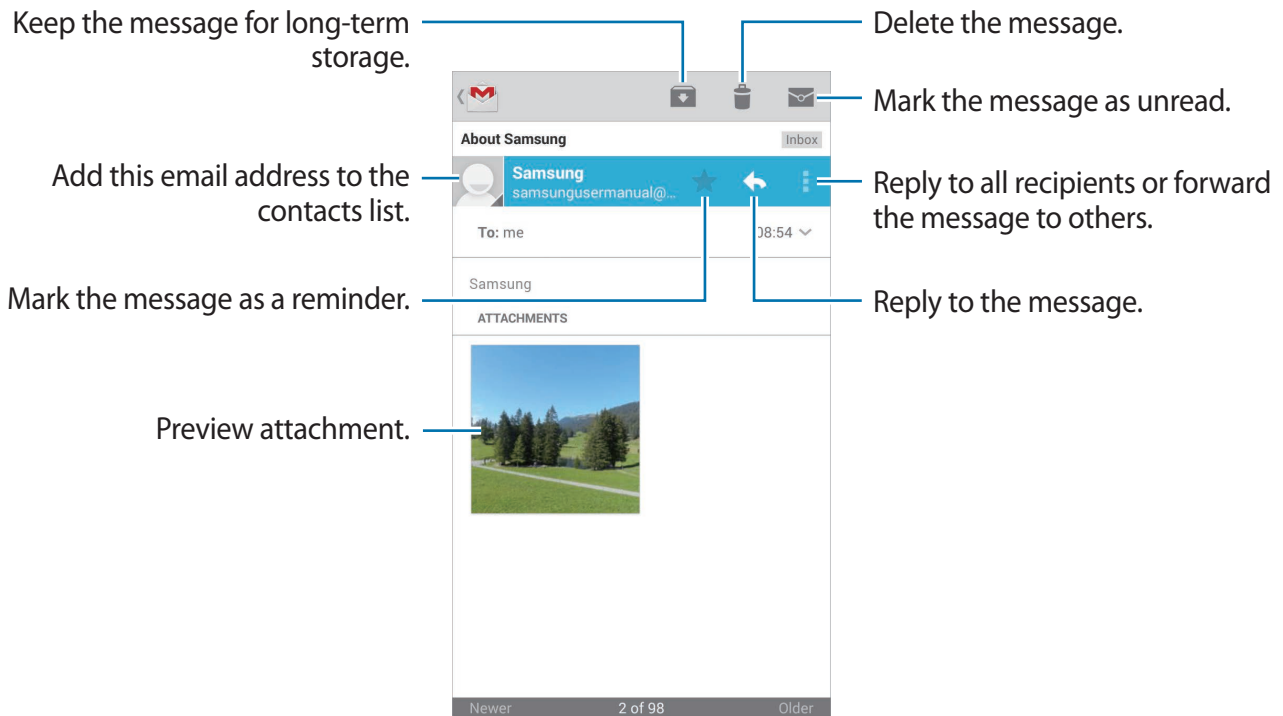 Keep the message for long-term
storage.
Delete the message.
Mark the message as unread.
About Samsung
Inbox
Add this email address to the
contacts list.
Samsung
samsungusermanual@...
Reply to all recipients or forward
the message to others.
To: me
08:54
Mark the message as a reminder.
Samsung
Reply to the message.
ATTACHMENTS
Preview attachment.
Newer
2 of 98
Older